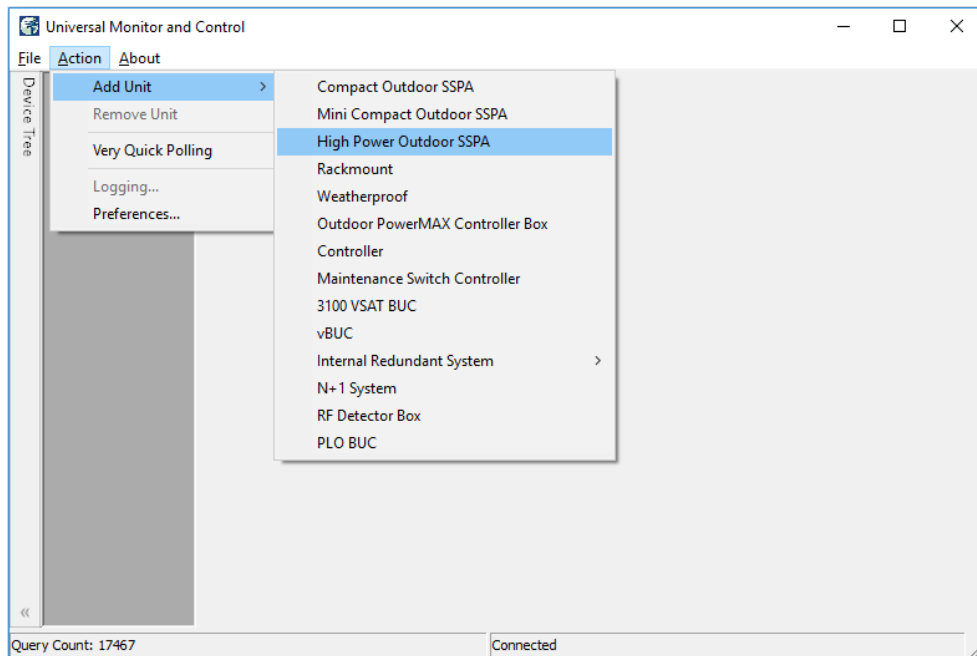 Universal Monitor and Control
File Action About
Device Tree
Add Unit
Remove Unit
Very Quick Polling
Logging...
Preferences...
Compact Outdoor SSPA
Mini Compact Outdoor SSPA
High Power Outdoor SSPA
Rackmount
Weatherproof
Outdoor PowerMAX Controller Box
Controller
Maintenance Switch Controller
3100 VSAT BUC
vBUC
Internal Redundant System
N+1 System
RF Detector Box
PLO BUC
Query Count: 17467
Connected